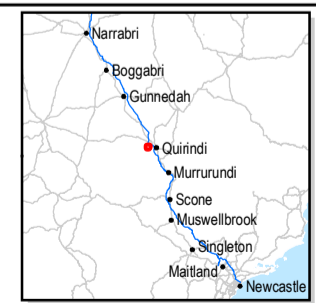 Narrabri
Boggabri
Gunnedah
Quirindi
Murrurundi
Scone
Muswellbrook
Singleton
Maitland
Newcastle